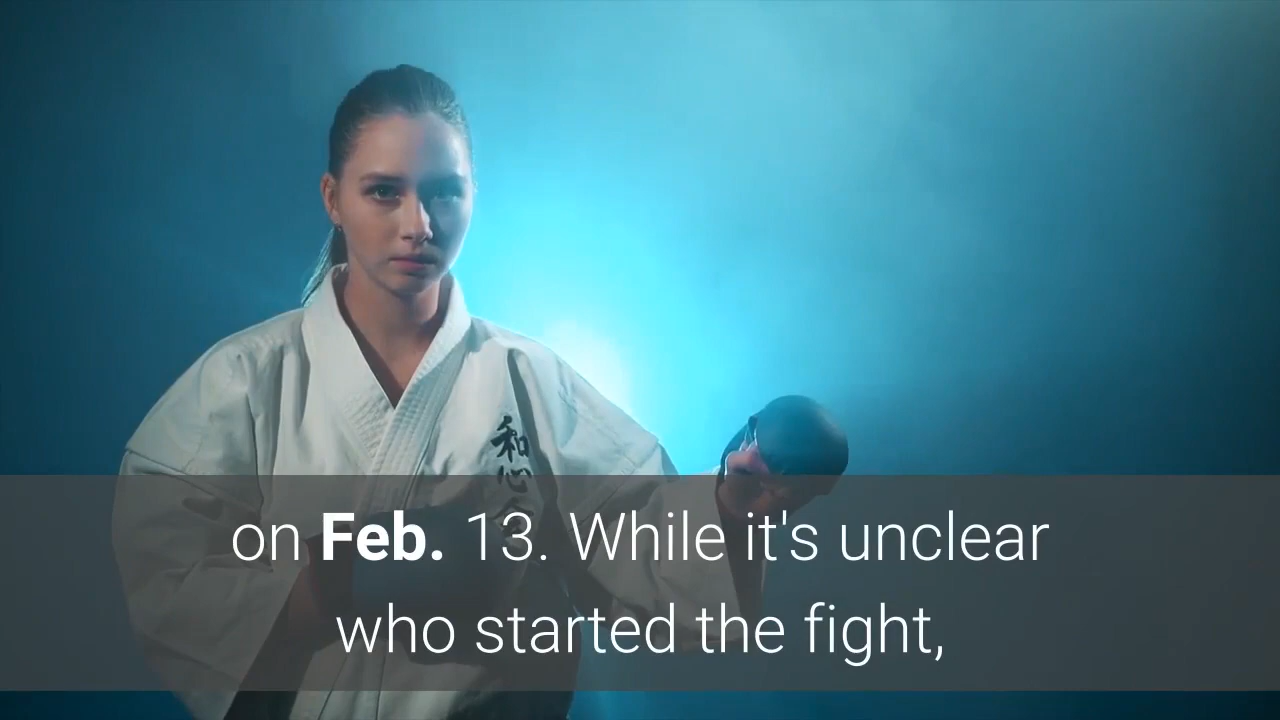 和
心
on Feb. 13. While it's unclear
who started the fight,